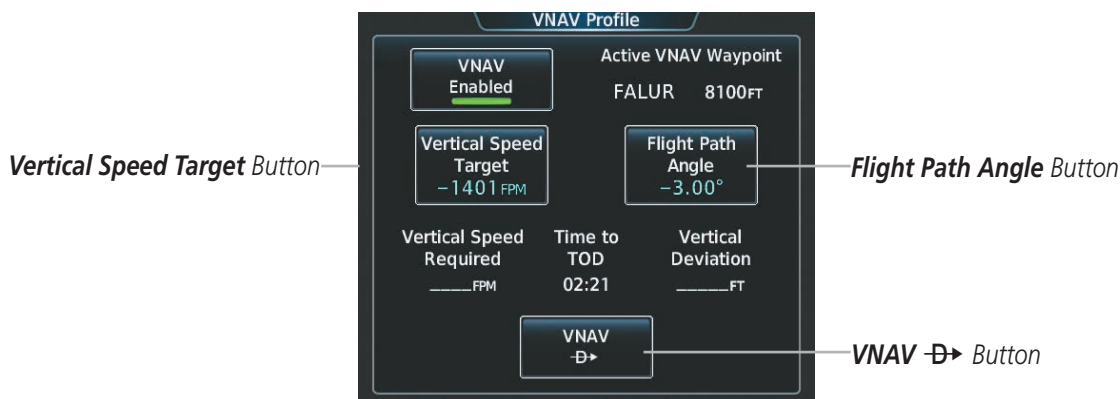 VNAV Profile
VNAV
Enabled
Active VNAV Waypoint
FALUR 8100FT
Vertical Speed Target Button
Vertical Speed
Target
−1401FPM
Flight Path
Angle
−3.00°
Flight Path Angle Button
Vertical Speed
Required
____FPM
Time to
TOD
02:21
Vertical
Deviation
_____FT
VNAV
D→
VNAV D→ Button